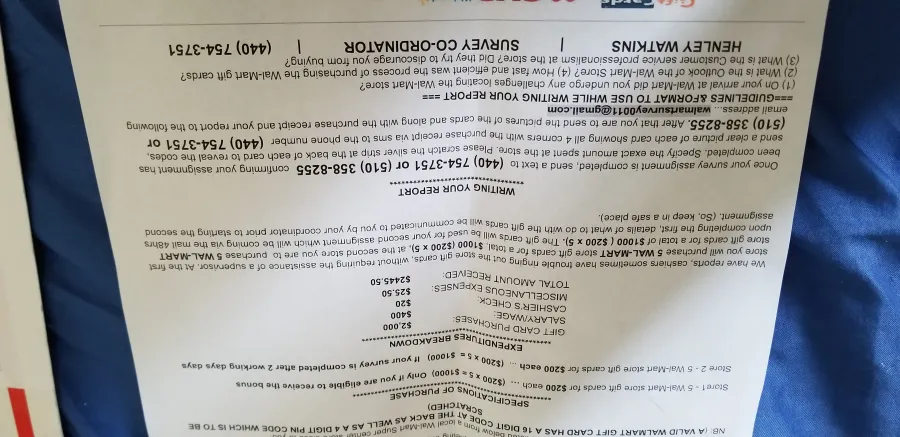 below from a local Wal-Mart Super center store
NB: (A VALID WALMART GIFT CARD HAS A 16 DIGIT CODE AT THE BACK AS WELL AS A 4 DIGIT PIN CODE WHICH IS TO BE
SCRATCHED)
SPECIFICATIONS OF PURCHASE
********************
Store1 - 5 Wal-Mart store gift cards for $200 each ... ($200 x 5 = $1000) Only if you are eligible to receive the bonus
Store 2 - 5 Wal-Mart store gift cards for $200 each ... ($200 x 5 = $1000) If your survey is completed after 2 working days days
EXPENDITURES BREAKDOWN
********************
GIFT CARD PURCHASES: $2,000
SALARY/WAGE: $400
CASHIER'S CHECK: $20
MISCELLANEOUS EXPENSES: $25.50
TOTAL AMOUNT RECEIVED: $2445.50
We have reports, cashiers sometimes have trouble ringing out the store gift cards, without requiring the assistance of a supervisor. At the first
store you will purchase 5 WAL-MART store gift cards for a total, $1000 ($200 x 5), at the second store you are to purchase 5 WAL-MART
store gift cards for a total of $1000 ( $200 x 5). The gift cards will be used for your second assignment which will be coming via the mail 48hrs
upon completing the first, details of what to do with the gift cards will be communicated to you by your coordinator prior to starting the second
assignment. (So, keep in a safe place).
WRITING YOUR REPORT
********************
Once your survey assignment is completed, send a text to (440) 754-3751 or (510) 358-8255 confirming your assignment has
been completed. Specify the exact amount spent at the store. Please scratch the silver strip at the back of each card to reveal the codes,
send a clear picture of each card showing all 4 corners with the purchase receipt via sms to the phone number (440) 754-3751 or
(510) 358-8255. After that you are to send the pictures of the cards and along with the purchase receipt and your report to the following
email address... walmartsurvey0011@gmail.com
===GUIDELINES &FORMAT TO USE WHILE WRITING YOUR REPORT ===
(1) On your arrival at Wal-Mart did you undergo any challenges locating the Wal-Mart store?
(2) What is the Outlook of the Wal-Mart Store? (4) How fast and efficient was the process of purchasing the Wal-Mart gift cards?
(3) What is the Customer service professionalism at the store? Did they try to discourage you from buying?
HENLEY WATKINS | SURVEY CO-ORDINATOR | (440) 754-3751
Gift
Cards